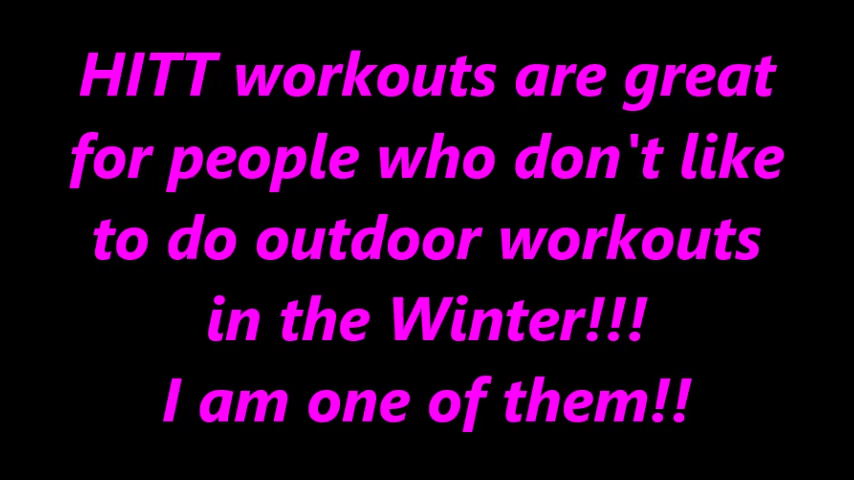 HITT workouts are great
for people who don't like
to do outdoor workouts
in the Winter!!!
I am one of them!!